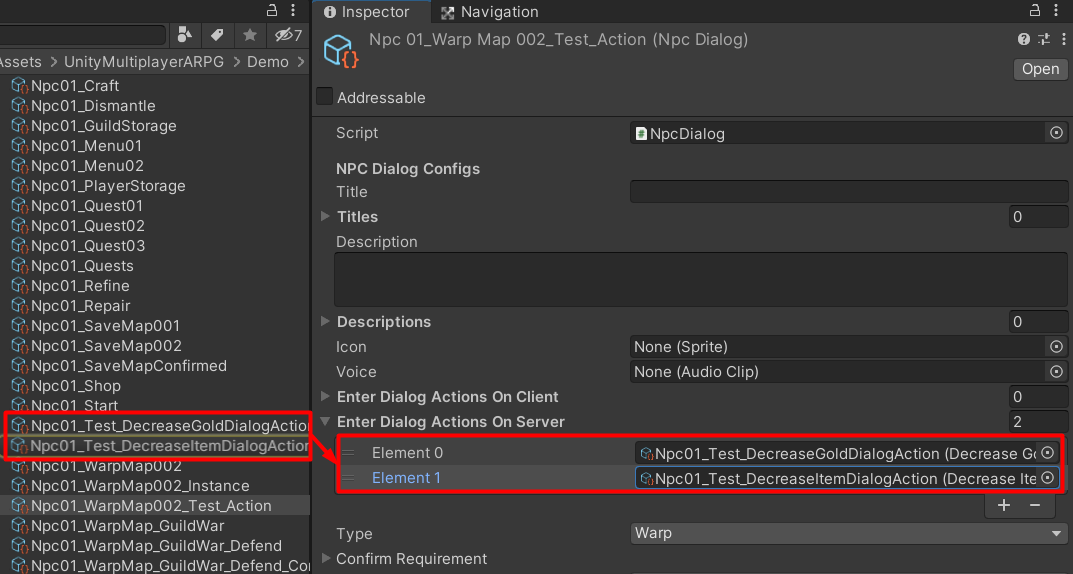 7
Assets > UnityMultiplayerARPG > Demo >
Npc01_Craft
Npc01_Dismantle
Npc01_GuildStorage
Npc01_Menu01
Npc01_Menu02
Npc01_PlayerStorage
Npc01_Quest01
Npc01_Quest02
Npc01_Quest03
Npc01_Quests
Npc01_Refine
Npc01_Repair
Npc01_SaveMap001
Npc01_SaveMap002
Npc01_SaveMapConfirmed
Npc01_Shop
Npc01_Start
Npc01_Test_DecreaseGoldDialogAction
Npc01_Test_DecreaseItemDialogAction
Npc01_WarpMap002
Npc01_WarpMap002_Instance
Npc01_WarpMap002_Test_Action
Npc01_WarpMap_GuildWar
Npc01_WarpMap_GuildWar_Defend
Npc01_WarpMap_GuildWar_Defend_Co
Inspector
Navigation
Npc 01_Warp Map 002_Test_Action (Npc Dialog)
Open
Addressable
Script
NpcDialog
NPC Dialog Configs
Title
Titles
0
Description
Descriptions
0
Icon
None (Sprite)
Voice
None (Audio Clip)
Enter Dialog Actions On Client
0
Enter Dialog Actions On Server
2
Element 0
Npc01_Test_DecreaseGoldDialogAction (Decrease Go
Element 1
Npc01_Test_DecreaseItemDialogAction (Decrease Ite
+ −
Type
Warp
Confirm Requirement